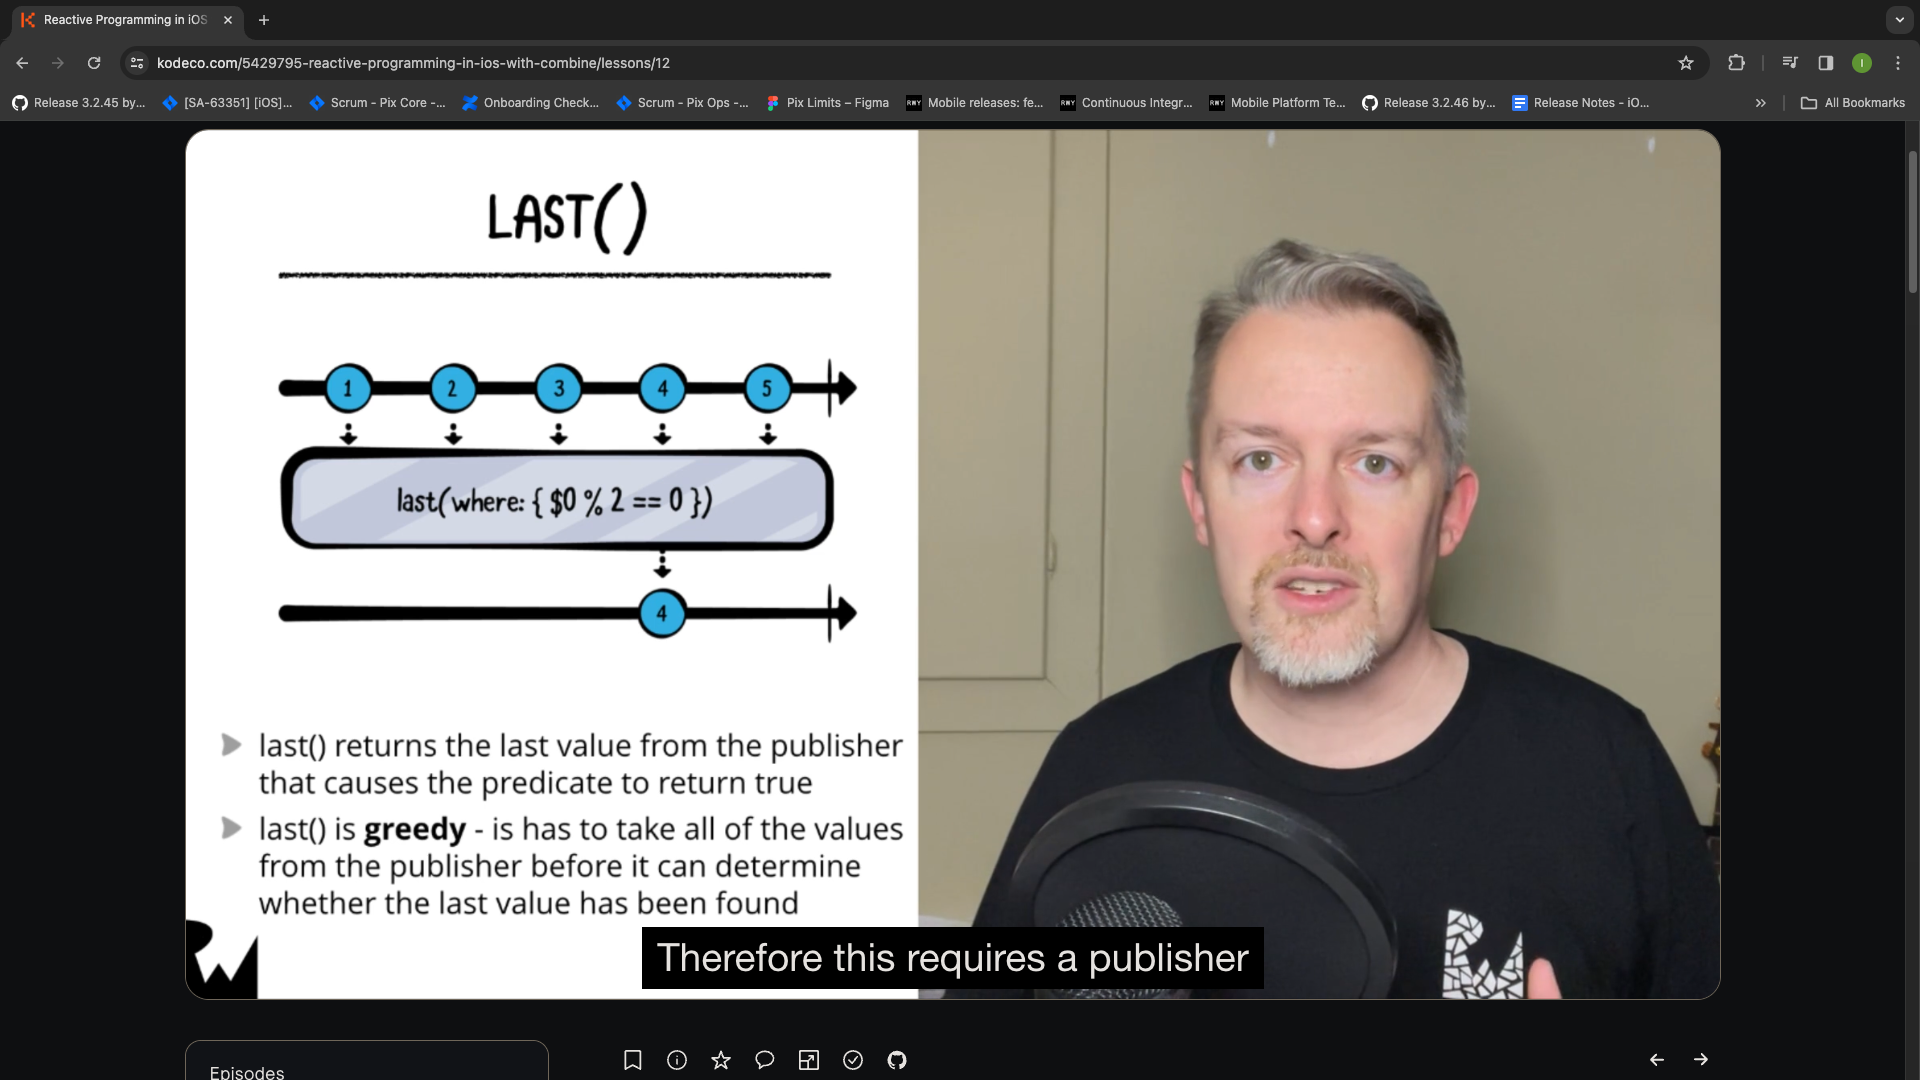 Reactive Programming in iOS
kodeco.com/5429795-reactive-programming-in-ios-with-combine/lessons/12
I
Release 3.2.45 by...
[SA-63351] [iOS]...
Scrum - Pix Core -...
Onboarding Check...
Scrum - Pix Ops -...
Pix Limits – Figma
Mobile releases: fe...
Continuous Integr...
Mobile Platform Te...
Release 3.2.46 by...
Release Notes - iO...
All Bookmarks
LAST()
1 2 3 4 5
last(where: { $0 % 2 == 0 })
4
last() returns the last value from the publisher
that causes the predicate to return true
last() is greedy - is has to take all of the values
from the publisher before it can determine
whether the last value has been found
Therefore this requires a publisher
Episodes